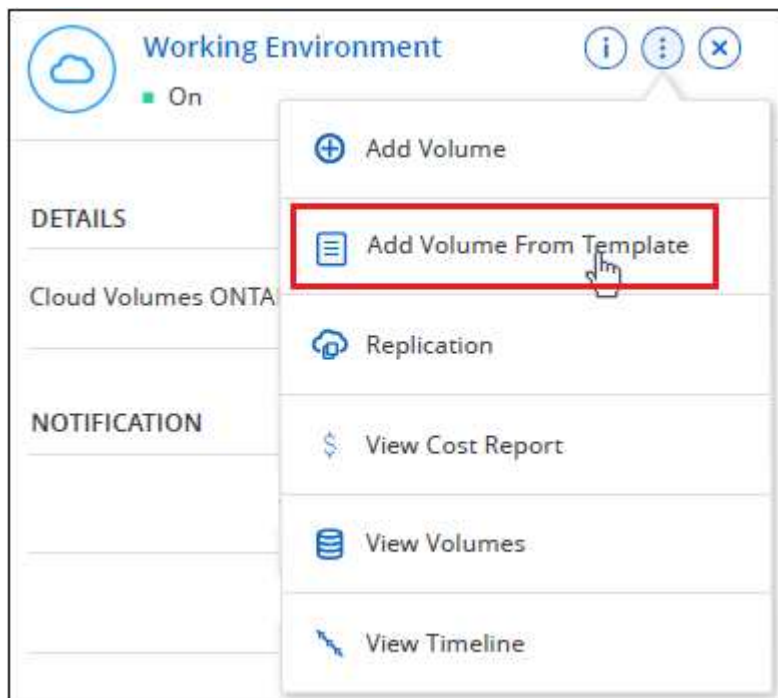 Working Environment
On
Add Volume
DETAILS
Add Volume From Template
Cloud Volumes ONTA
Replication
NOTIFICATION
View Cost Report
View Volumes
View Timeline